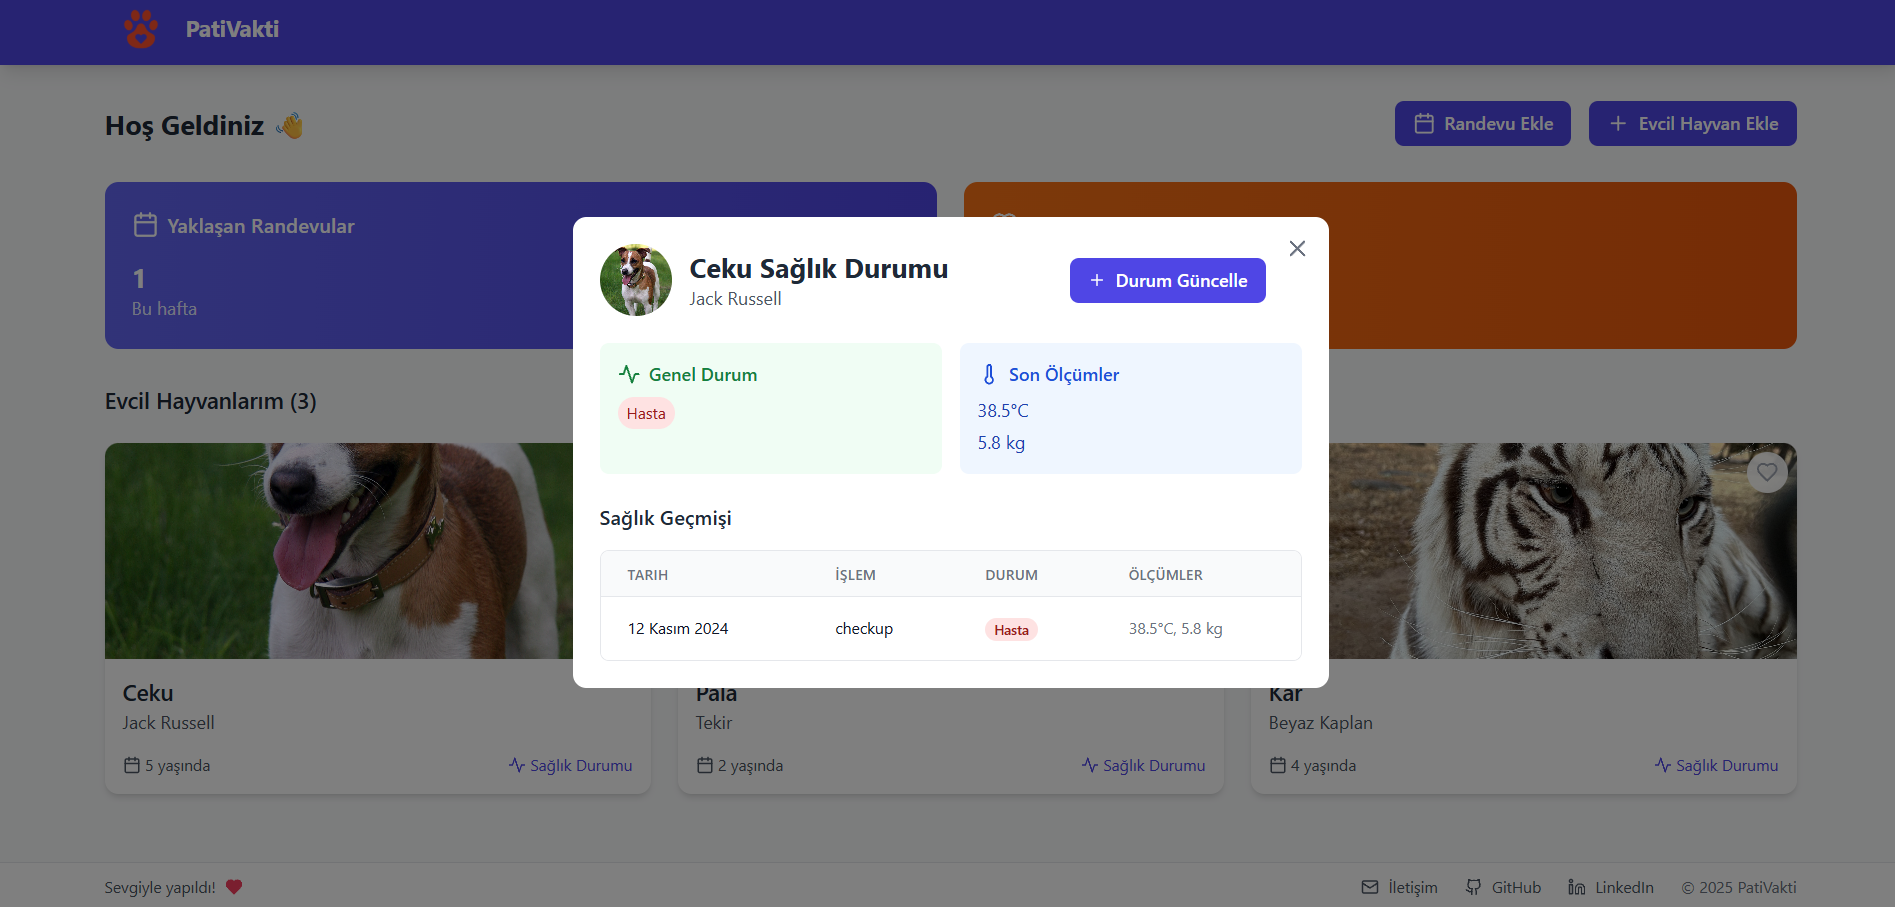 PatiVakti
Hoş Geldiniz 👋
Randevu Ekle
Evcil Hayvan Ekle
Yaklaşan Randevular
1
Bu hafta
Ceku Sağlık Durumu
Jack Russell
Durum Güncelle
Genel Durum
Hasta
Son Ölçümler
38.5°C
5.8 kg
Sağlık Geçmişi
TARIH İŞLEM DURUM ÖLÇÜMLER
12 Kasım 2024 checkup Hasta 38.5°C, 5.8 kg
Evcil Hayvanlarım (3)
Ceku
Jack Russell
5 yaşında Sağlık Durumu
Pala
Tekir
2 yaşında Sağlık Durumu
Kar
Beyaz Kaplan
4 yaşında Sağlık Durumu
Sevgiyle yapıldı!
İletişim GitHub LinkedIn © 2025 PatiVakti